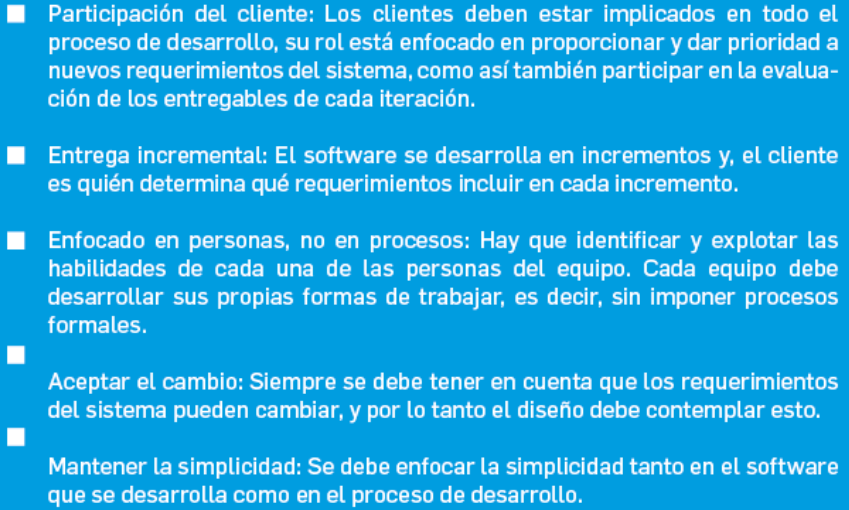 Participación del cliente: Los clientes deben estar implicados en todo el
proceso de desarrollo, su rol está enfocado en proporcionar y dar prioridad a
nuevos requerimientos del sistema, como así también participar en la evalua-
ción de los entregables de cada iteración.
Entrega incremental: El software se desarrolla en incrementos y, el cliente
es quién determina qué requerimientos incluir en cada incremento.
Enfocado en personas, no en procesos: Hay que identificar y explotar las
habilidades de cada una de las personas del equipo. Cada equipo debe
desarrollar sus propias formas de trabajar, es decir, sin imponer procesos
formales.
Aceptar el cambio: Siempre se debe tener en cuenta que los requerimientos
del sistema pueden cambiar, y por lo tanto el diseño debe contemplar esto.
Mantener la simplicidad: Se debe enfocar la simplicidad tanto en el software
que se desarrolla como en el proceso de desarrollo.